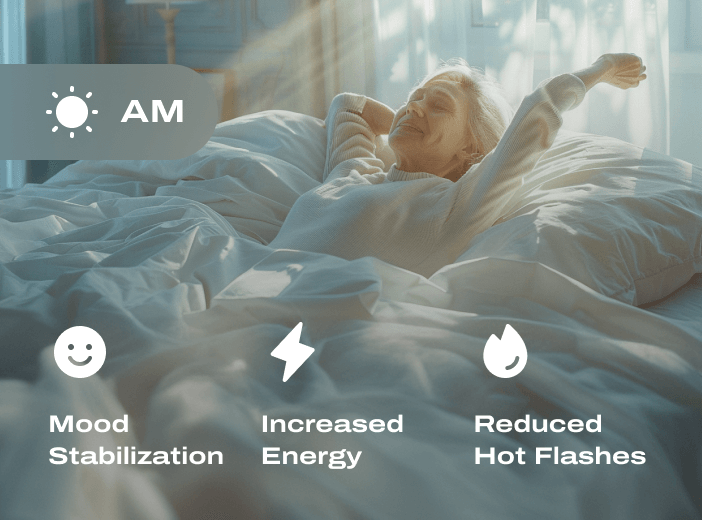 AM
Mood
Stabilization
Increased
Energy
Reduced
Hot Flashes